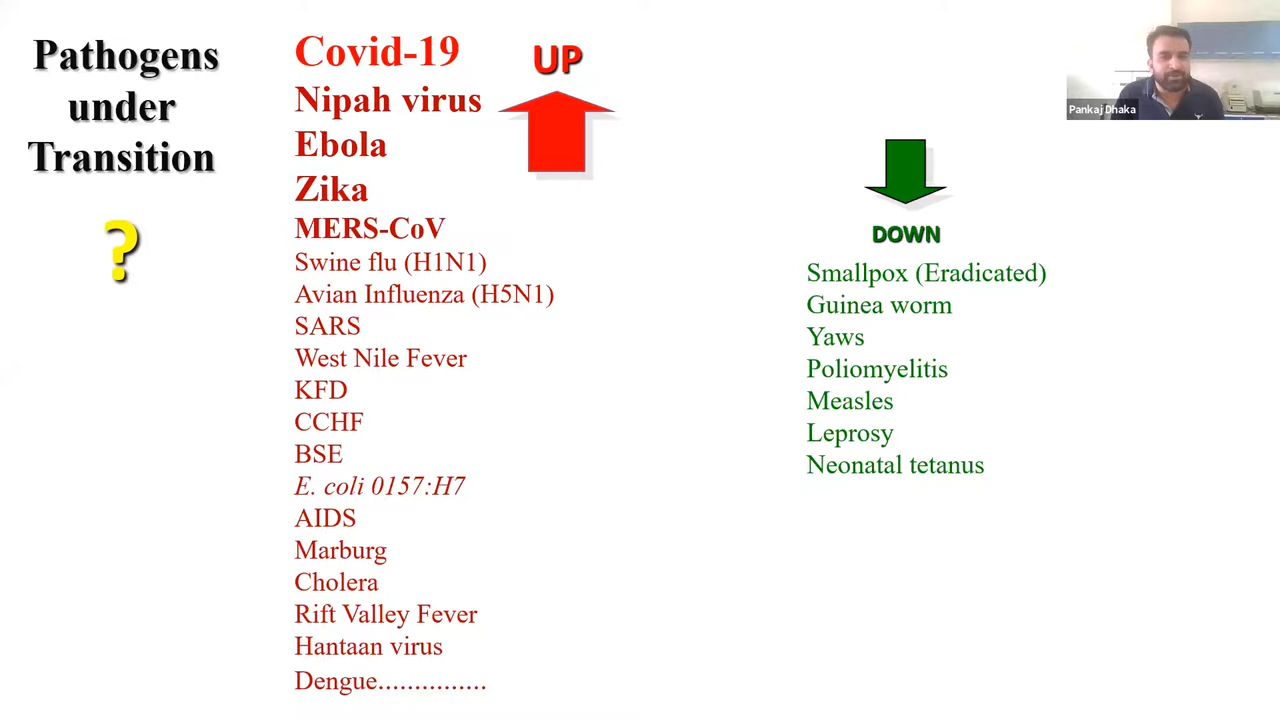 Pathogens
under
Transition
?
Covid-19
Nipah virus
Ebola
Zika
MERS-CoV
Swine flu (H1N1)
Avian Influenza (H5N1)
SARS
West Nile Fever
KFD
CCHF
BSE
E. coli 0157:H7
AIDS
Marburg
Cholera
Rift Valley Fever
Hantaan virus
Dengue...............
UP
DOWN
Smallpox (Eradicated)
Guinea worm
Yaws
Poliomyelitis
Measles
Leprosy
Neonatal tetanus
Pankaj Dhaka